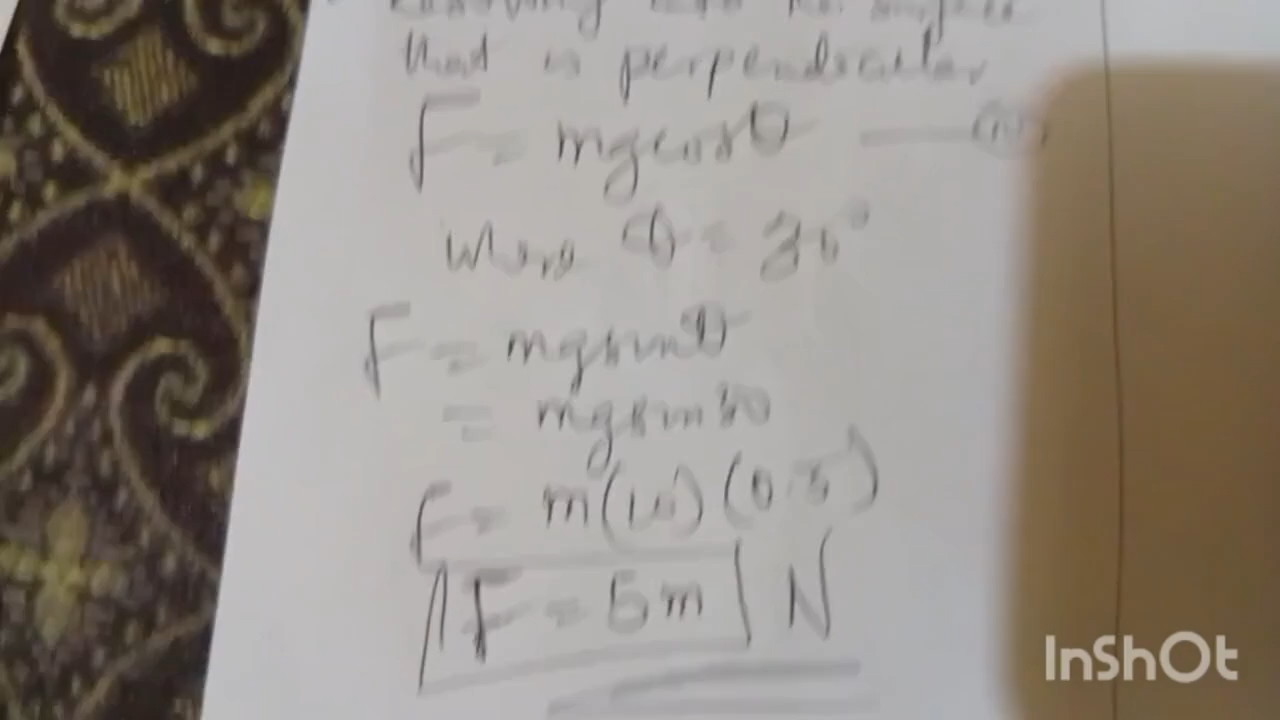 that is perpendicular
F = mgcosθ
where θ = 30°
F = mgsinθ
= mgsin30
F = m(10)(0.5)
F = 5m N
InShOt